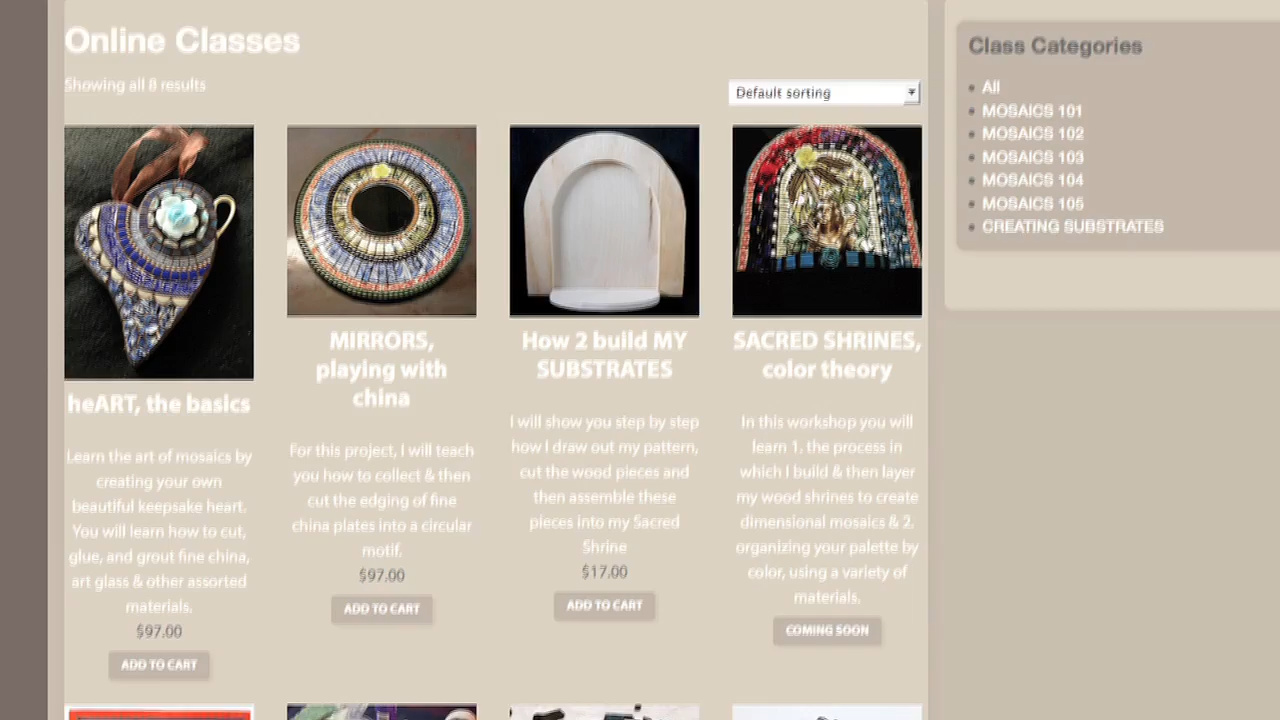 Online Classes
Showing all 8 results
Default sorting
heART, the basics
Learn the art of mosaics by
creating your own
beautiful keepsake heart.
You will learn how to cut,
glue, and grout fine china,
art glass & other assorted
materials.
$97.00
ADD TO CART
MIRRORS,
playing with
china
For this project, I will teach
you how to collect & then
cut the edging of fine
china plates into a circular
motif.
$97.00
ADD TO CART
How 2 build MY
SUBSTRATES
I will show you step by step
how I draw out my pattern,
cut the wood pieces and
then assemble these
pieces into my Sacred
Shrine
$17.00
ADD TO CART
SACRED SHRINES,
color theory
In this workshop you will
learn 1, the process in
which I build & then layer
my wood shrines to create
dimensional mosaics & 2,
organizing your palette by
color, using a variety of
materials.
COMING SOON
Class Categories
All
MOSAICS 101
MOSAICS 102
MOSAICS 103
MOSAICS 104
MOSAICS 105
CREATING SUBSTRATES